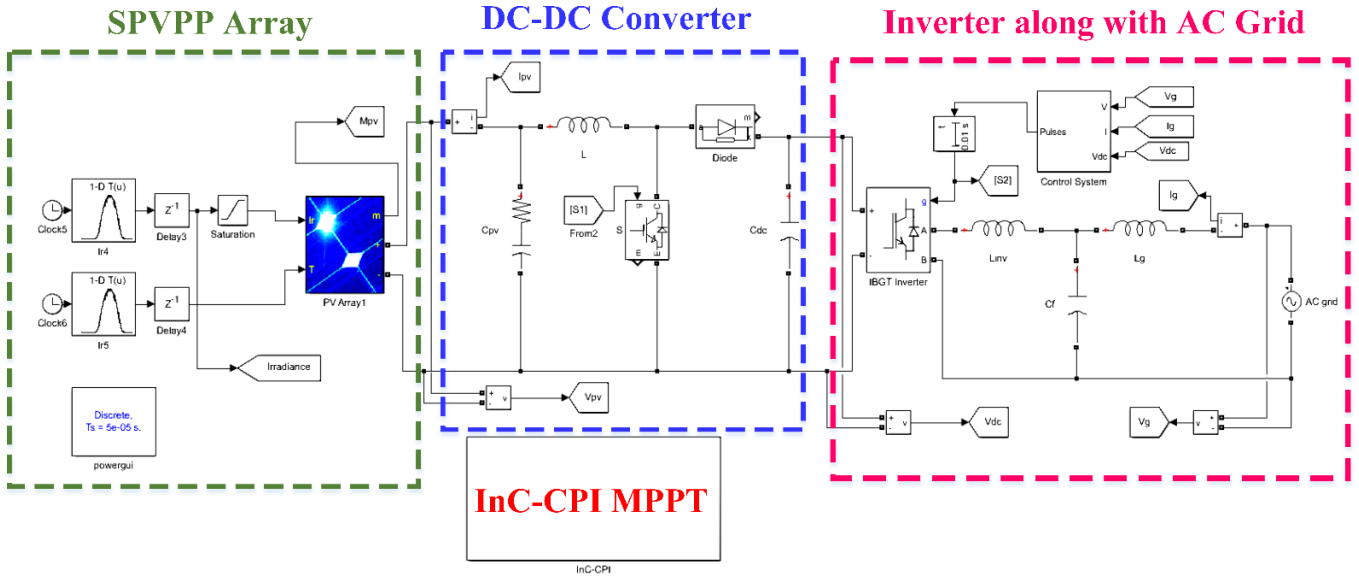 SPVPP Array
DC-DC Converter
Inverter along with AC Grid
Mpv
1-D T(u)
Clock5
Ir4
Z-1
Delay3
Saturation
Ir
T
m
+
-
PV Array1
1-D T(u)
Clock6
Ir5
Z-1
Delay4
Irradiance
Discrete,
Ts = 5e-05 s.
powergui
Ipv
+
-
i
L
Cpv
[S1]
From2
g
C
S
m
E
a
k
m
Diode
Cdc
+
-
v
Vpv
InC-CPI MPPT
InC-CPI
t
0.01 s
Pulses
V
I
Vdc
Control System
Vg
Ig
Vdc
[S2]
g
+
-
A
B
IBGT Inverter
Linv
Cf
Lg
Ig
i
+
-
AC grid
+
-
v
Vdc
Vg
v
+
-